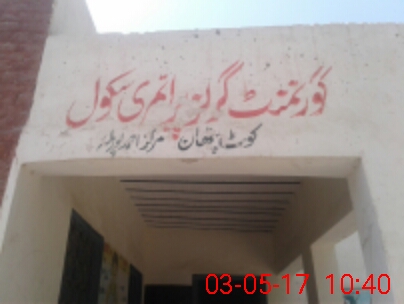 گورنمنٹ گرلز پرائمری سکول
کوٹ پٹھان مرکز
03-05-17 10:40